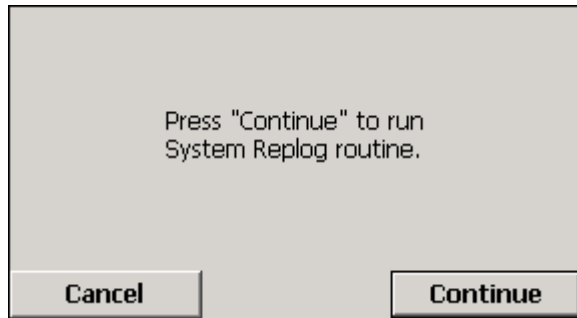 Press "Continue" to run
System Replog routine.
Cancel
Continue